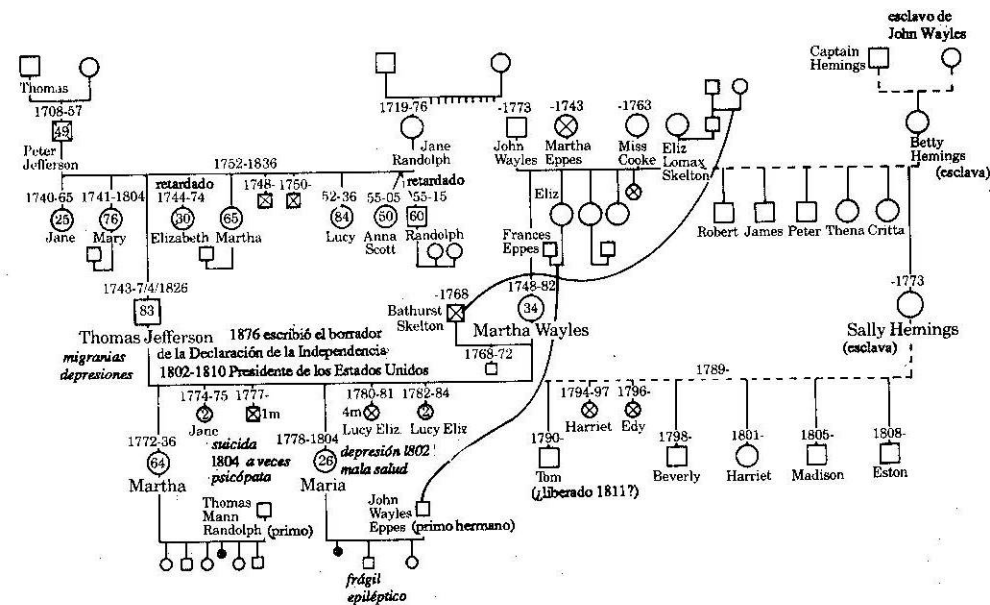 esclavo de
John Wayles
Captain
Hemings
Thomas
1708-57
49
Peter
Jefferson
1719-76
Jane
Randolph
-1773
John
Wayles
-1743
Martha
Eppes
-1763
Miss
Cooke
Eliz
Lomax
Skelton
Betty
Hemings
(esclava)
1752-1836
1740-65
25
Jane
1741-1804
76
Mary
retardado
1744-74
30
Elizabeth
65
Martha
1748-
1750-
52-36
84
Lucy
55-05
50
Anna
Scott
retardado
55-15
60
Randolph
Eliz
Frances
Eppes
Robert
James
Peter
Thena
Critta
1743-7/4/1826
83
Thomas Jefferson
migranias
depresiones
1876 escribió el borrador
de la Declaración de la Independencia
1802-1810 Presidente de los Estados Unidos
-1768
Bathurst
Skelton
1748-82
34
Martha Wayles
1768-72
-1773
Sally Hemings
(esclava)
1789-
1772-36
64
Martha
1774-75
2
Jane
1777-
1m
suicida
1804 a veces
psicópata
1778-1804
26
Maria
1780-81
4m
Lucy Eliz.
1782-84
2
Lucy Eliz
depresión 1802
mala salud
1790-
Tom
(¿liberado 1811?)
1794-97
Harriet
1796-
Edy
1798-
Beverly
1801-
Harriet
1805-
Madison
1808-
Eston
Thomas
Mann
Randolph (primo)
John
Wayles
Eppes (primo hermano)
frágil
epiléptico